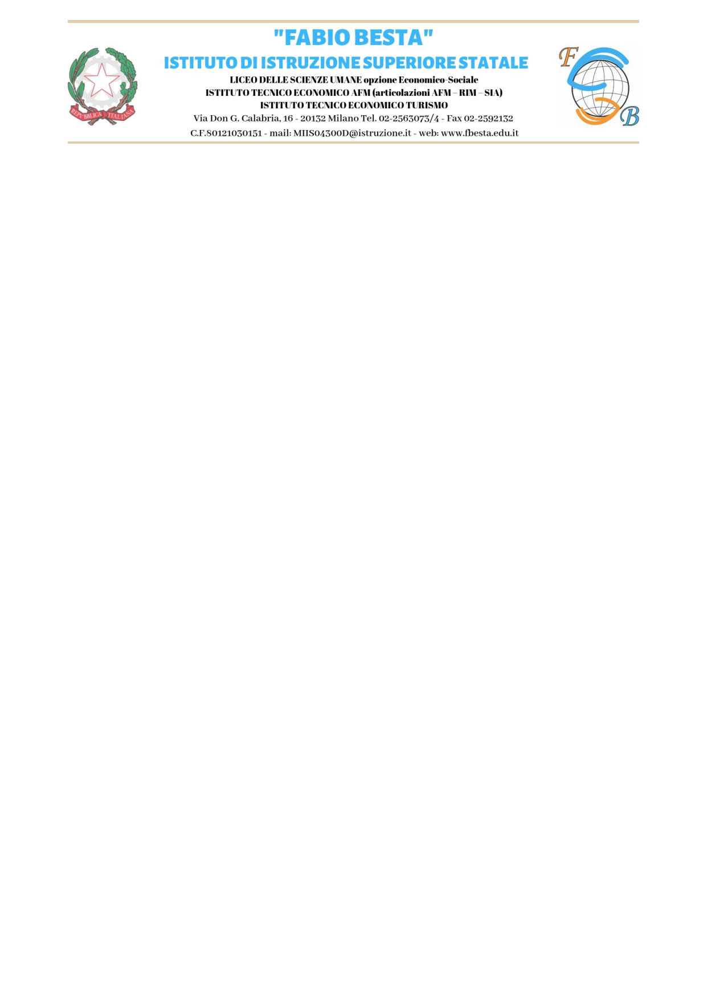 "FABIO BESTA"
ISTITUTO DI ISTRUZIONE SUPERIORE STATALE
LICEO DELLE SCIENZE UMANE opzione Economico-Sociale
ISTITUTO TECNICO ECONOMICO AFM (articolazioni AFM – RIM – SIA)
ISTITUTO TECNICO ECONOMICO TURISMO
Via Don G. Calabria, 16 - 20132 Milano Tel. 02-2563073/4 - Fax 02-2592132
C.F.80121030151 - mail: MIIS04300D@istruzione.it - web: www.fbesta.edu.it
REPVBBLICA ITALIANA
F
B